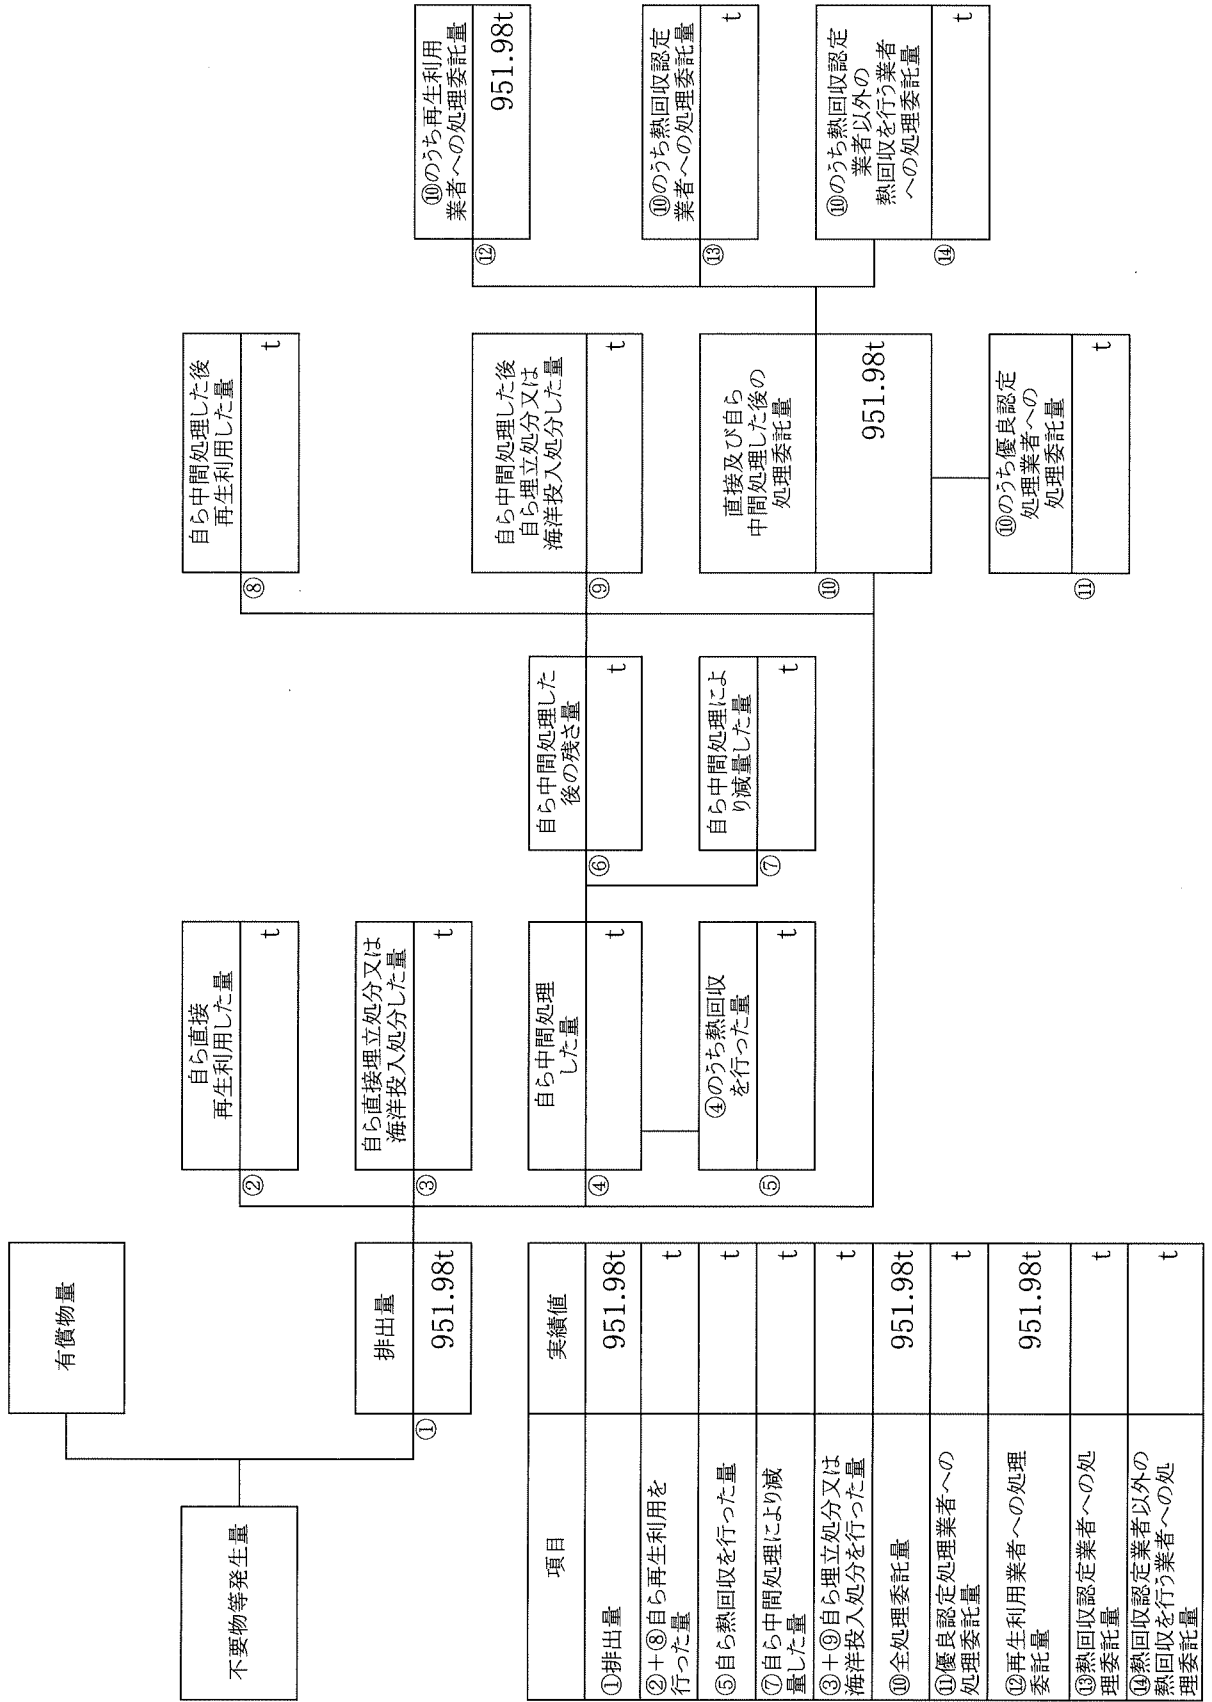 不要物等発生量
有償物量
①
排出量
951.98t
②
自ら直接
再生利用した量
t
③
自ら直接埋立処分又は
海洋投入処分した量
t
④
自ら中間処理
した量
t
⑤
④のうち熱回収
を行った量
t
⑥
自ら中間処理した
後の残さ量
t
⑦
自ら中間処理によ
り減量した量
t
⑧
自ら中間処理した後
再生利用した量
t
⑨
自ら中間処理した後
自ら埋立処分又は
海洋投入処分した量
t
⑩
直接及び自ら
中間処理した後の
処理委託量
951.98t
⑪
⑩のうち優良認定
処理業者への
処理委託量
t
⑫
⑩のうち再生利用
業者への処理委託量
951.98t
⑬
⑩のうち熱回収認定
業者への処理委託量
t
⑭
⑩のうち熱回収認定
業者以外の
熱回収を行う業者
への処理委託量
t
項目 実績値
①排出量 951.98t
②+⑧自ら再生利用を
行った量 t
⑤自ら熱回収を行った量 t
⑦自ら中間処理により減
量した量 t
③+⑨自ら埋立処分又は
海洋投入処分を行った量 t
⑩全処理委託量 951.98t
⑪優良認定処理業者への
処理委託量 t
⑫再生利用業者への処理
委託量 951.98t
⑬熱回収認定業者への処
理委託量 t
⑭熱回収認定業者以外の
熱回収を行う業者への処
理委託量 t